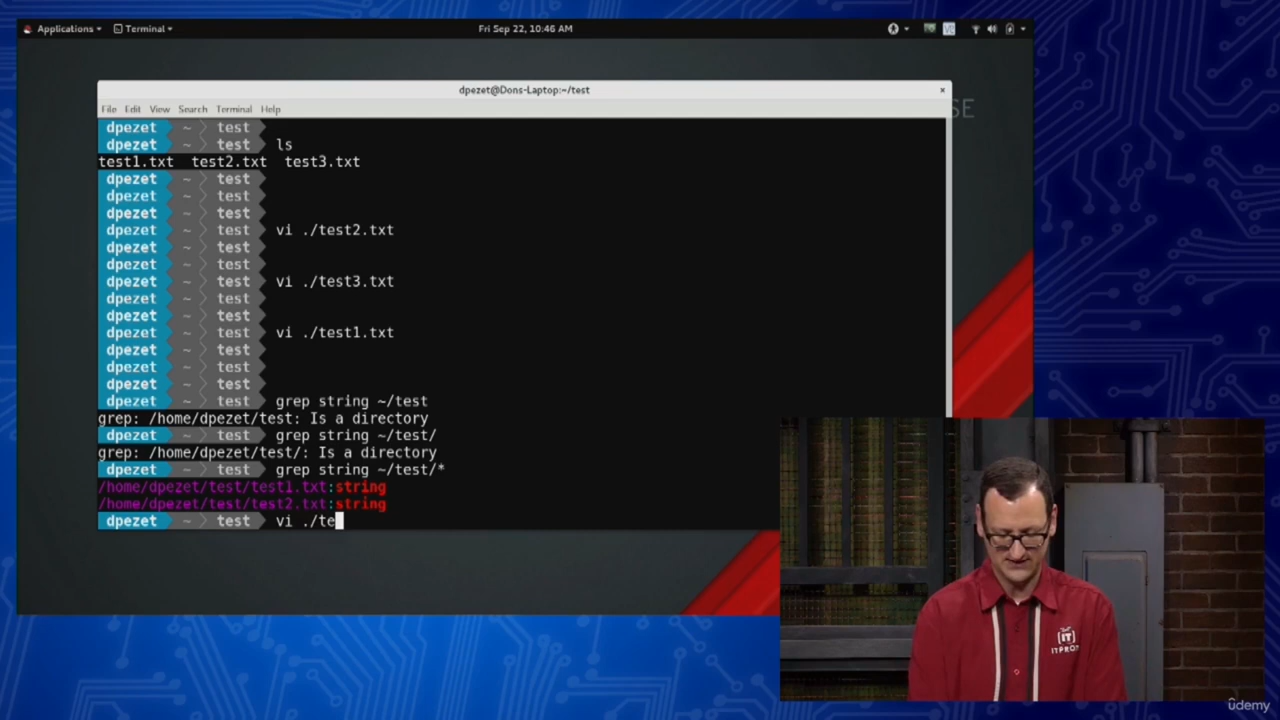 Applications Terminal Fri Sep 22, 10:46 AM
dpezet@Dons-Laptop:~/test
File Edit View Search Terminal Help
SE
dpezet ~ test
dpezet ~ test ls
test1.txt test2.txt test3.txt
dpezet ~ test
dpezet ~ test
dpezet ~ test
dpezet ~ test vi ./test2.txt
dpezet ~ test
dpezet ~ test
dpezet ~ test vi ./test3.txt
dpezet ~ test
dpezet ~ test
dpezet ~ test vi ./test1.txt
dpezet ~ test
dpezet ~ test
dpezet ~ test
dpezet ~ test grep string ~/test
grep: /home/dpezet/test: Is a directory
dpezet ~ test grep string ~/test/
grep: /home/dpezet/test/: Is a directory
dpezet ~ test grep string ~/test/*
/home/dpezet/test/test1.txt:string
/home/dpezet/test/test2.txt:string
dpezet ~ test vi ./te
IT
ITPRO
udemy